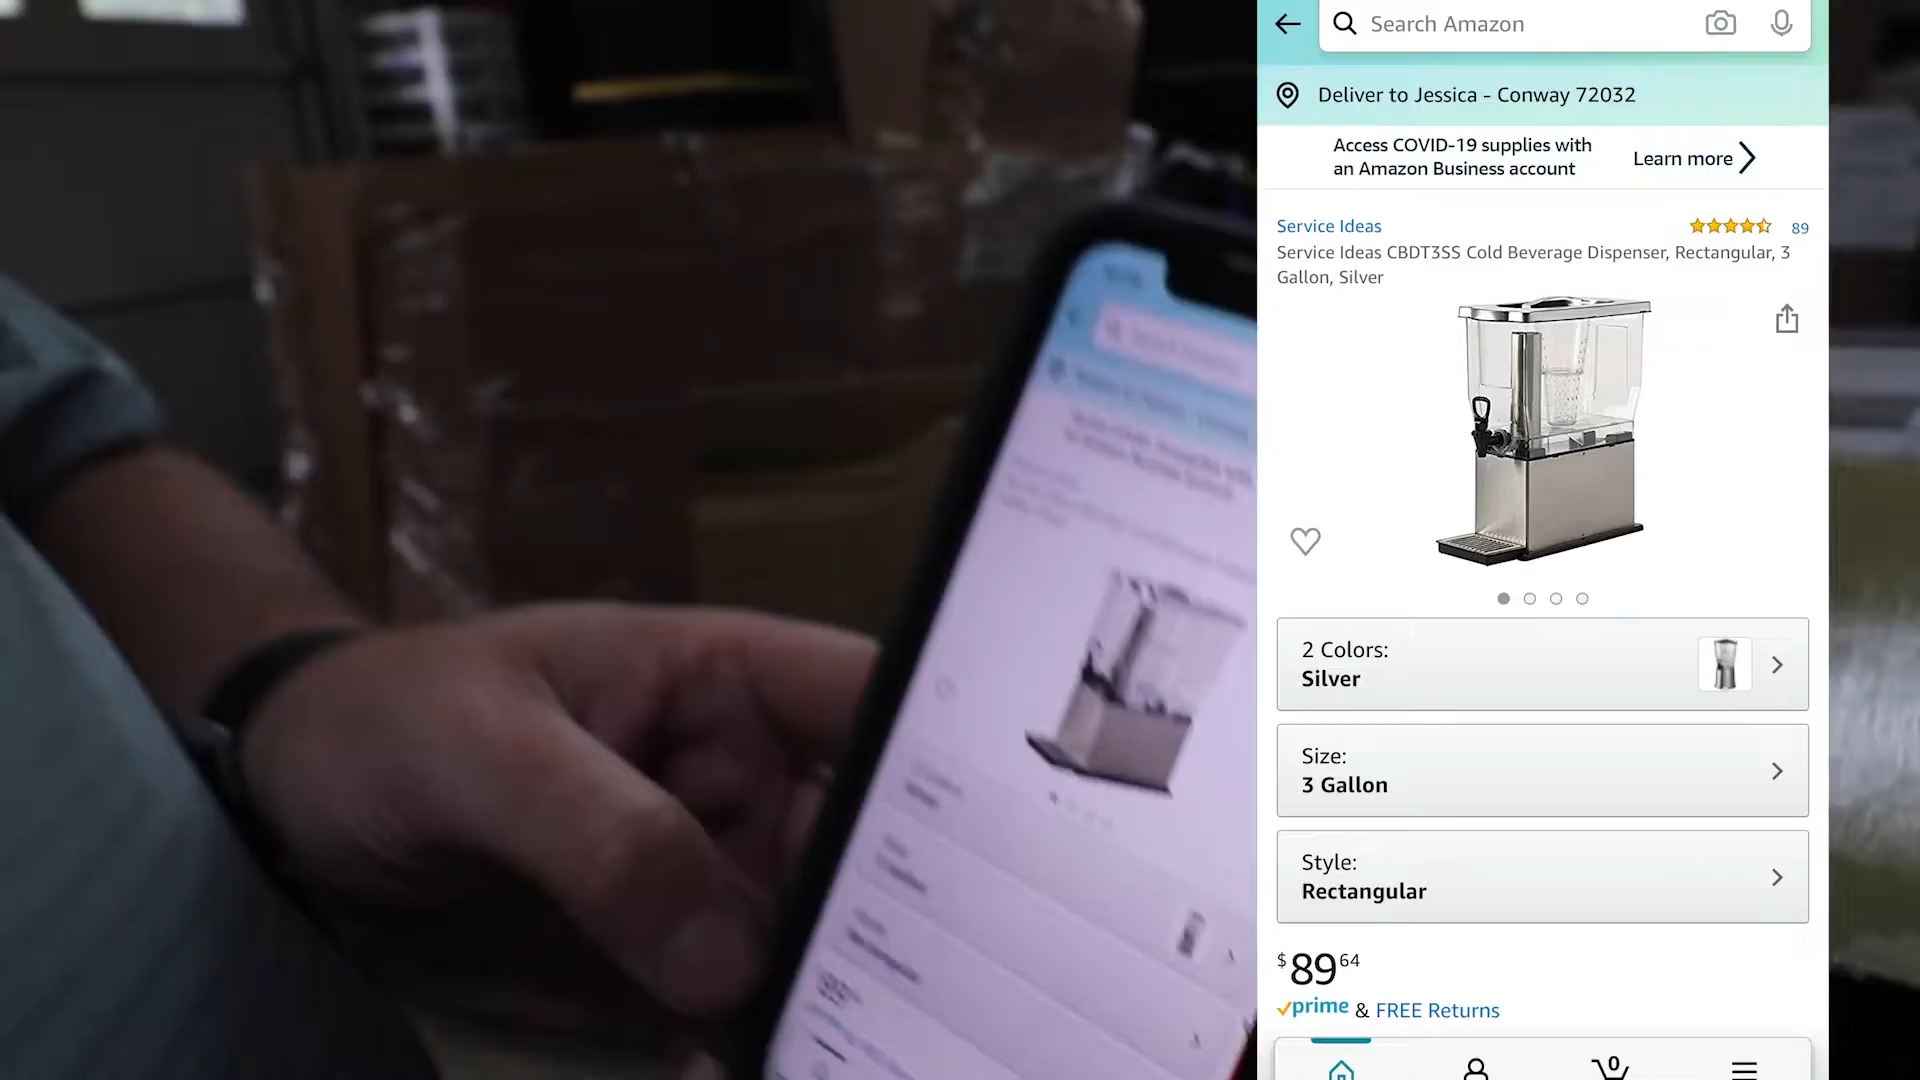 Search Amazon
Deliver to Jessica - Conway 72032
Access COVID-19 supplies with
an Amazon Business account
Learn more
Service Ideas
89
Service Ideas CBDT3SS Cold Beverage Dispenser, Rectangular, 3
Gallon, Silver
2 Colors:
Silver
Size:
3 Gallon
Style:
Rectangular
$89 64
prime & FREE Returns
0